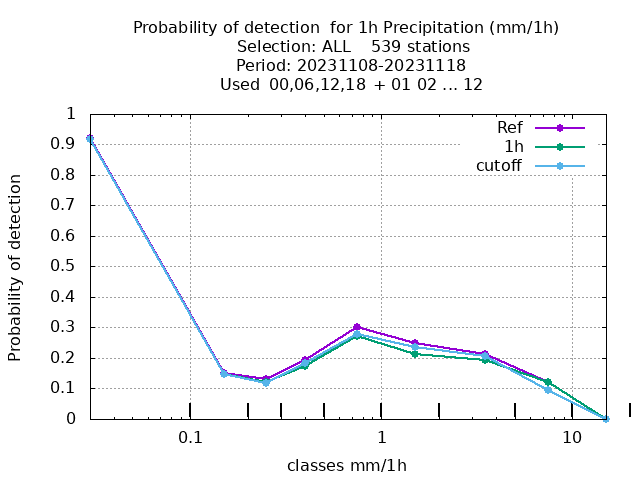 Probability of detection  for 1h Precipitation (mm/1h)
Selection: ALL    539 stations
Period: 20231108-20231118
Used  00,06,12,18  + 01 02 ... 12
Ref
1h
cutoff
1
0.9
0.8
0.7
0.6
0.5
0.4
0.3
0.2
0.1
0
Probability of detection
0.1
1
10
classes mm/1h